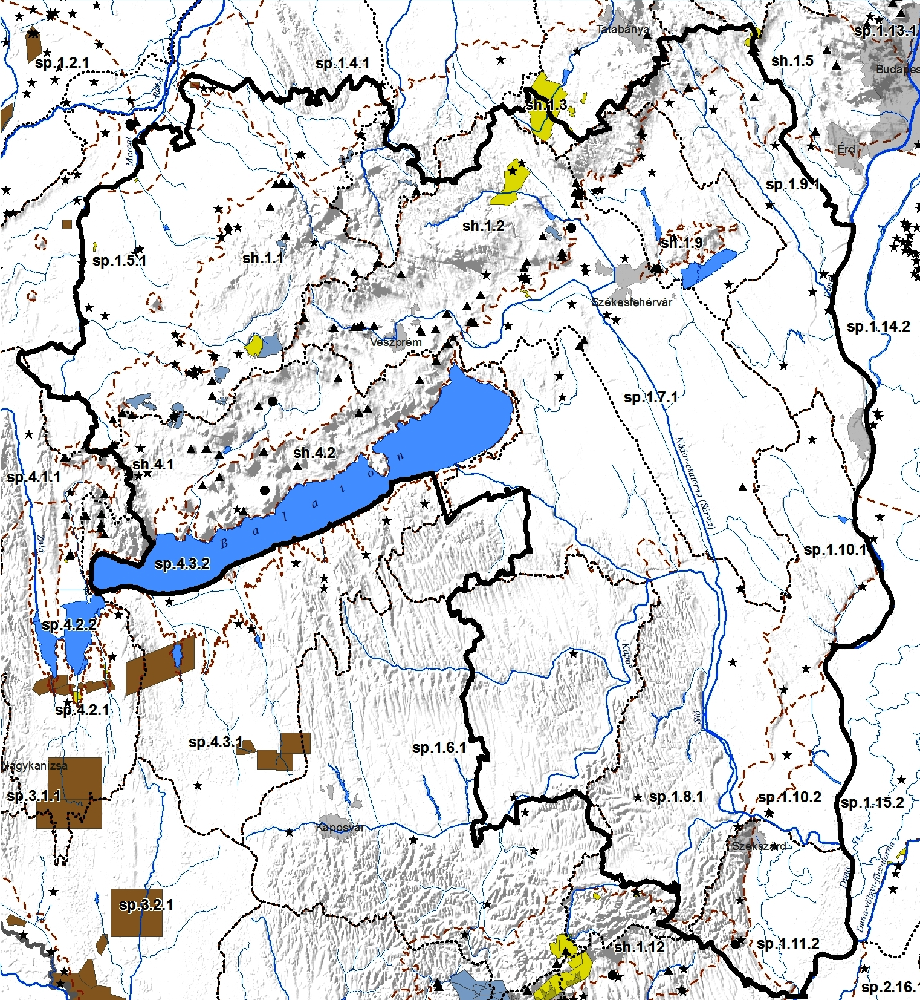 Tatabánya
sp.1.13.1
sp.1.2.1
sp.1.4.1
sh.1.5
Budapes
Rába
sh.1.3
Marcal
Érd
sp.1.9.1
sh.1.2
sh.1.9
sp.1.5.1
sh.1.1
Duna
Székesfehérvár
sp.1.14.2
Veszprém
sp.1.7.1
Nádor-csatorna (Sárvíz)
sh.4.2
sh.4.1
sp.4.1.1
Balaton
Zala
sp.1.10.1
sp.4.3.2
sp.4.2.2
Kapos
sp.4.2.1
Sió
sp.4.3.1
sp.1.6.1
Nagykanizsa
sp.3.1.1
sp.1.8.1
sp.1.10.2
sp.1.15.2
Kaposvár
Szekszárd
Duna
Duna-völgyi-főcsatorna
sp.3.2.1
sh.1.12
sp.1.11.2
sp.2.16.1